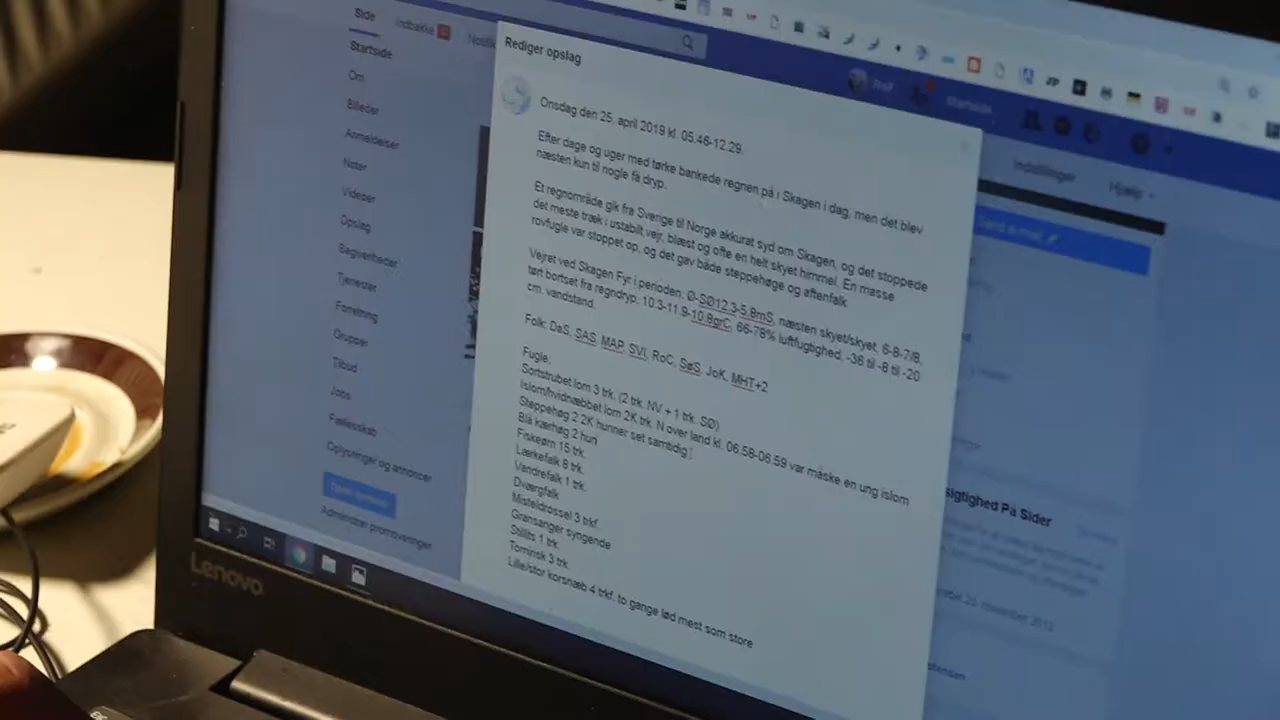 Side
Indbakke
Startside
Om
Billeder
Anmeldelser
Noter
Videoer
Opslag
Begivenheder
Tjenester
Forretning
Grupper
Tilbud
Jobs
Fællesskab
Oplysninger og annoncer
Administrer promoveringer
Rediger opslag
Onsdag den 25. april 2019 kl. 05.46-12.29.
Efter dage og uger med tørke bankede regnen på i Skagen i dag, men det blev
næsten kun til nogle få dryp.
Et regnområde gik fra Sverige til Norge akkurat syd om Skagen, og det stoppede
det meste træk i ustabilt vejr, blæst og ofte en helt skyet himmel. En masse
rovfugle var stoppet op, og det gav både steppehøge og aftenfalk.
Vejret ved Skagen Fyr i perioden. Ø-SØ12.3-5.8mS, næsten skyet/skyet, 6-8-7/8,
tørt bortset fra regndryp, 10.3-11.9-10.8grC, 66-78% luftfugtighed, -36 til -8 til -20
cm. vandstand.
Folk: DaS, SAS, MAP, SVI, RoC, SøS, JoK, MHT+2
Fugle:
Sortstrubet lom 3 trk. (2 trk. NV + 1 trk. SØ)
Islom/hvidnæbbet lom 2K trk. N over land kl. 06.58-06.59 var måske en ung islom
Steppehøg 2 2K hunner set samtidig
Blå kærhøg 2 hun
Fiskeørn 15 trk.
Lærkefalk 6 trk.
Vandrefalk 1 trk.
Dværgfalk
Misteldrossel 3 trkf.
Gransanger syngende
Stillits 1 trk.
Tornirisk 3 trk.
Lille/stor korsnæb 4 trkf. to gange lød mest som store
Startside
Indstillinger
Hjælp
På Sider
Lenovo